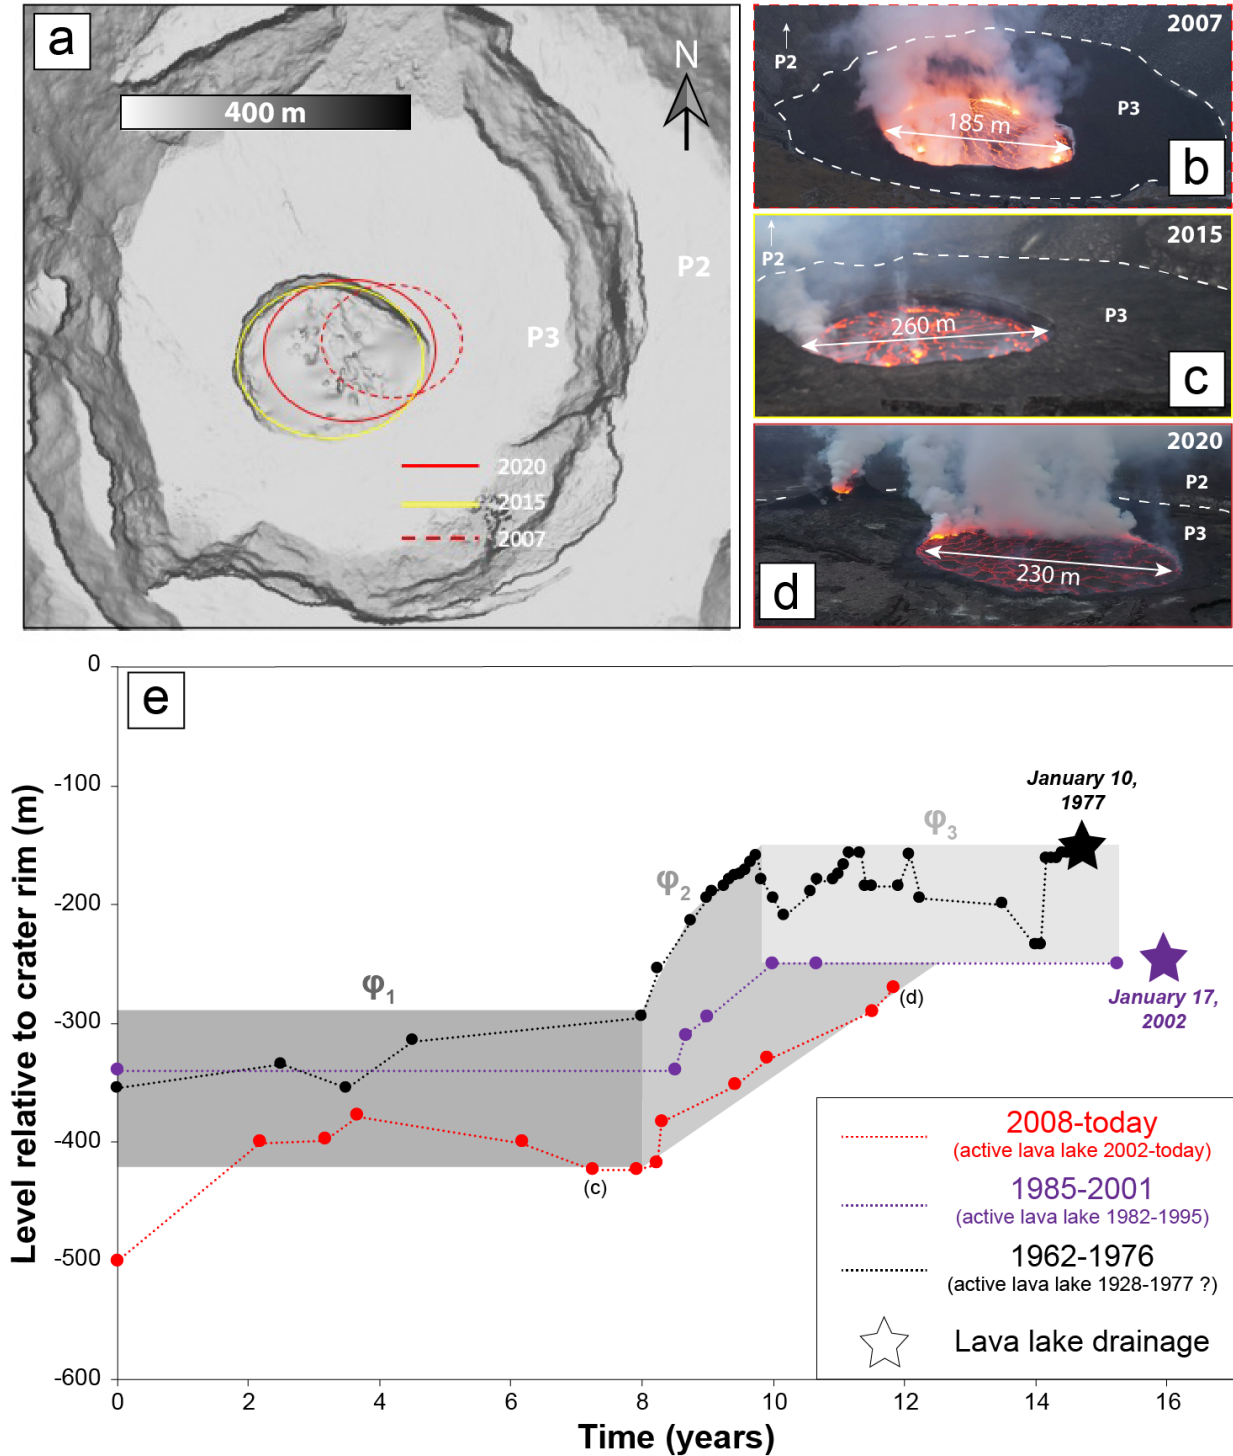 a
400 m
N
P2
P3
2020
2015
2007
2007
P2
P3
185 m
b
2015
P2
P3
260 m
c
2020
P2
P3
230 m
d
e
Level relative to crater rim (m)
0
-100
-200
-300
-400
-500
-600
φ1
φ2
φ3
January 10,
1977
January 17,
2002
(c)
(d)
2008-today
(active lava lake 2002-today)
1985-2001
(active lava lake 1982-1995)
1962-1976
(active lava lake 1928-1977 ?)
Lava lake drainage
0 2 4 6 8 10 12 14 16
Time (years)